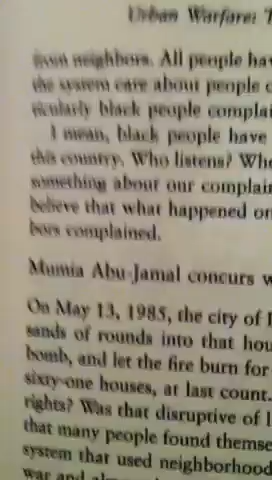 Urban Warfare: T
from neighbors. All people hav
the system care about people o
ticularly black people complai
I mean, black people have
this country. Who listens? Whe
something about our complain
believe that what happened on
bors complained.
Mumia Abu-Jamal concurs w
On May 13, 1985, the city of P
sands of rounds into that hou
bomb, and let the fire burn for
sixty-one houses, at last count.
rights? Was that disruptive of l
that many people found themse
system that used neighborhood
war and